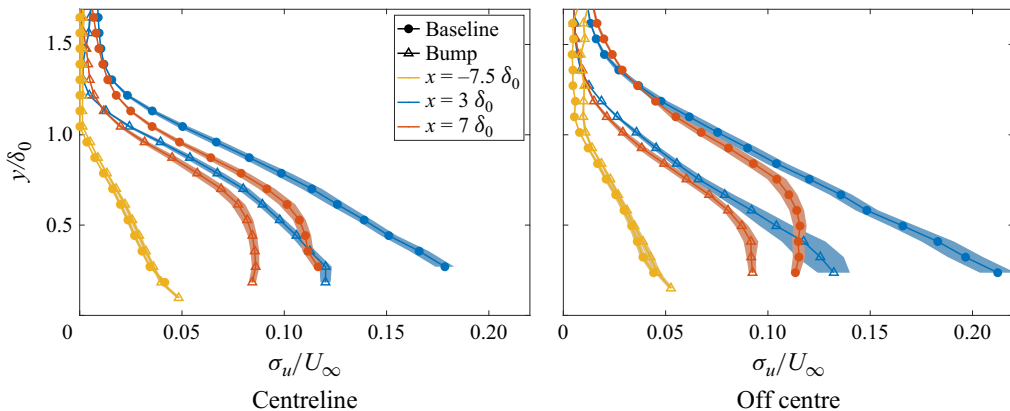 1.5
1.0
0.5
y/δ₀
0
0.05
0.10
0.15
0.20
σᵤ/U∞
Centreline
Baseline
Bump
x = –7.5 δ₀
x = 3 δ₀
x = 7 δ₀
0
0.05
0.10
0.15
0.20
σᵤ/U∞
Off centre